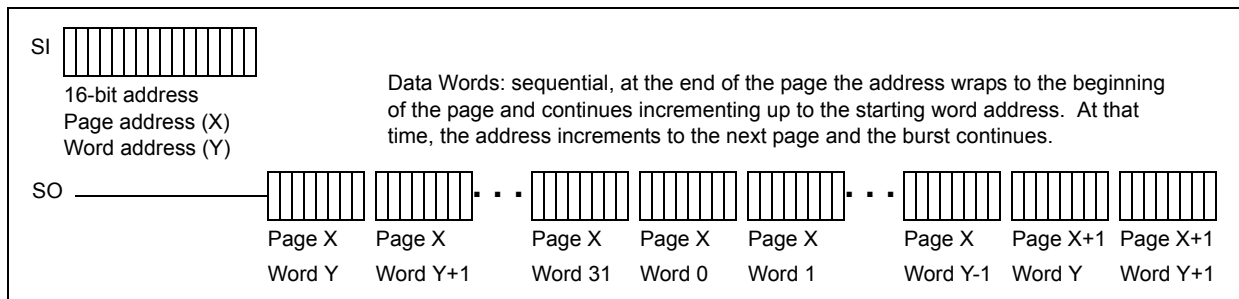 SI
16-bit address
Page address (X)
Word address (Y)
Data Words: sequential, at the end of the page the address wraps to the beginning
of the page and continues incrementing up to the starting word address. At that
time, the address increments to the next page and the burst continues.
SO
Page X Page X Page X Page X Page X Page X Page X+1 Page X+1
Word Y Word Y+1 Word 31 Word 0 Word 1 Word Y-1 Word Y Word Y+1